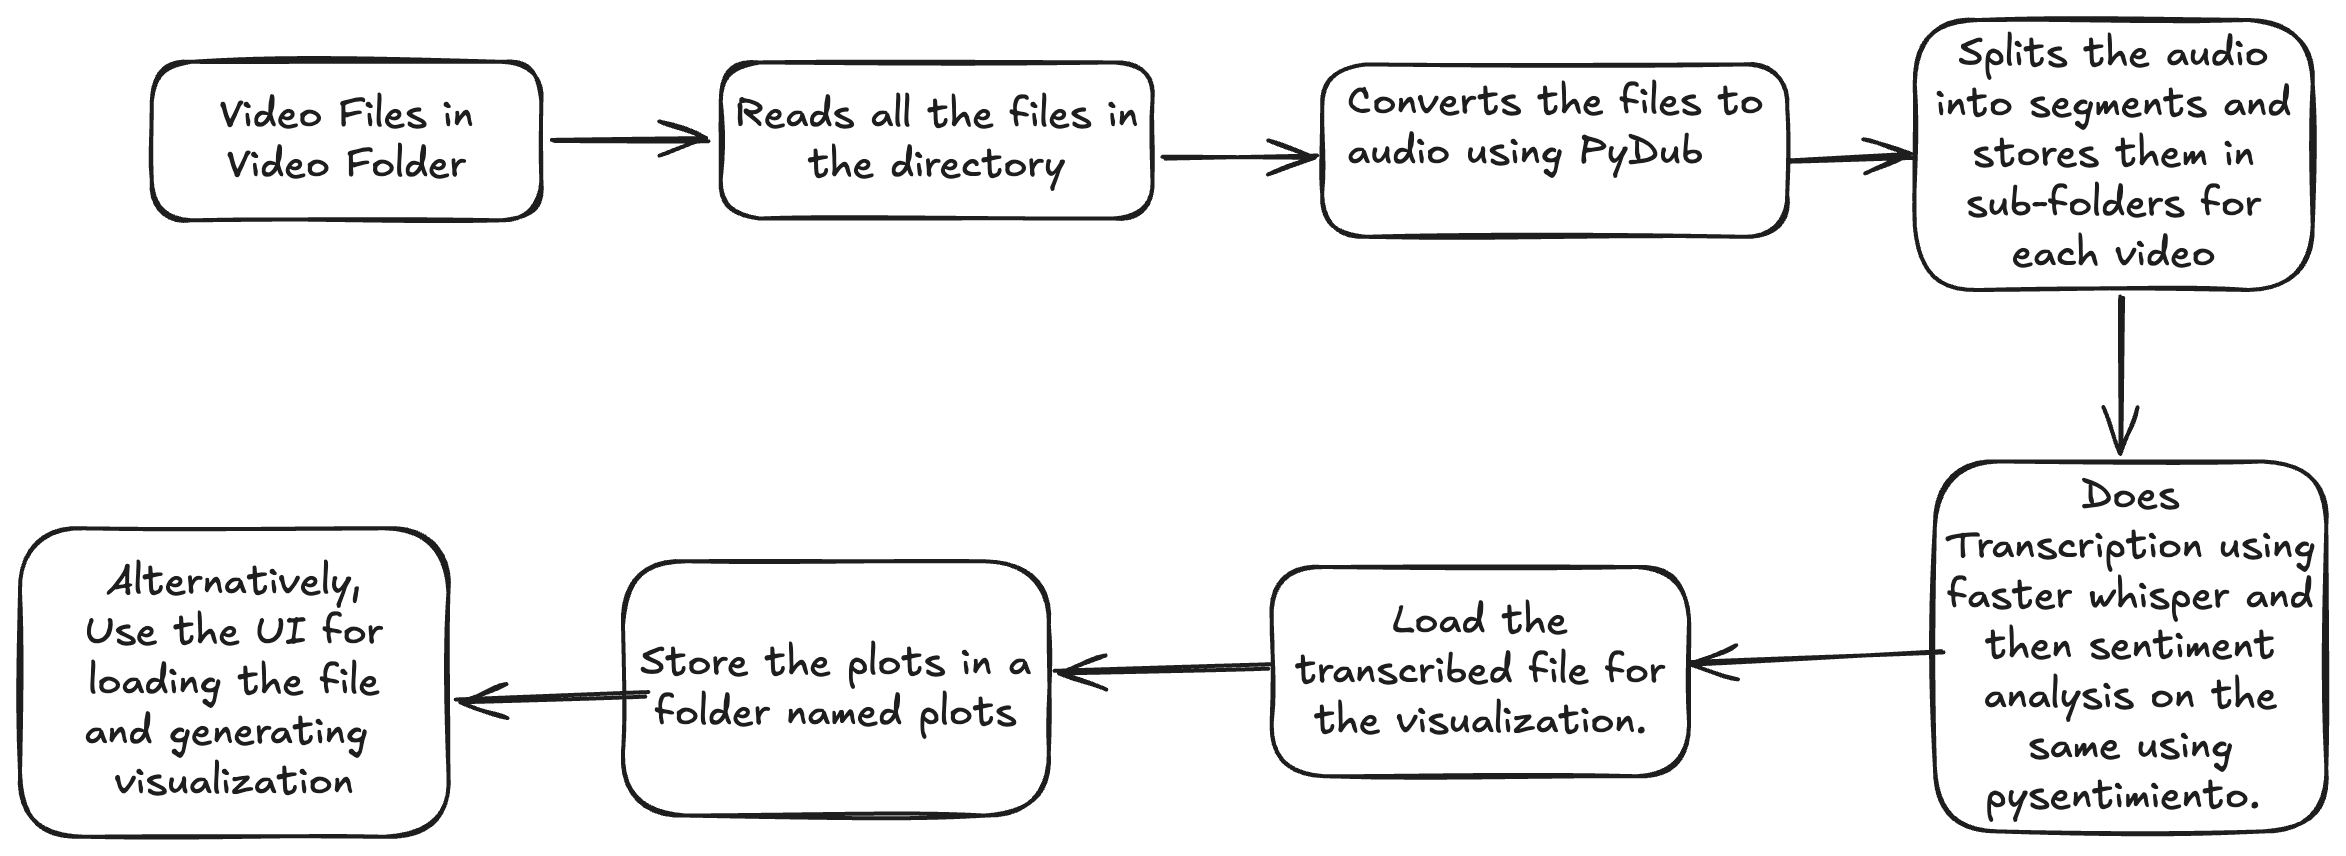 Video Files in
Video Folder
Reads all the files in
the directory
Converts the files to
audio using PyDub
Splits the audio
into segments and
stores them in
sub-folders for
each video
Does
Transcription using
faster whisper and
then sentiment
analysis on the
same using
pysentimiento.
Load the
transcribed file for
the visualization.
Store the plots in a
folder named plots
Alternatively,
Use the UI for
loading the file
and generating
visualization